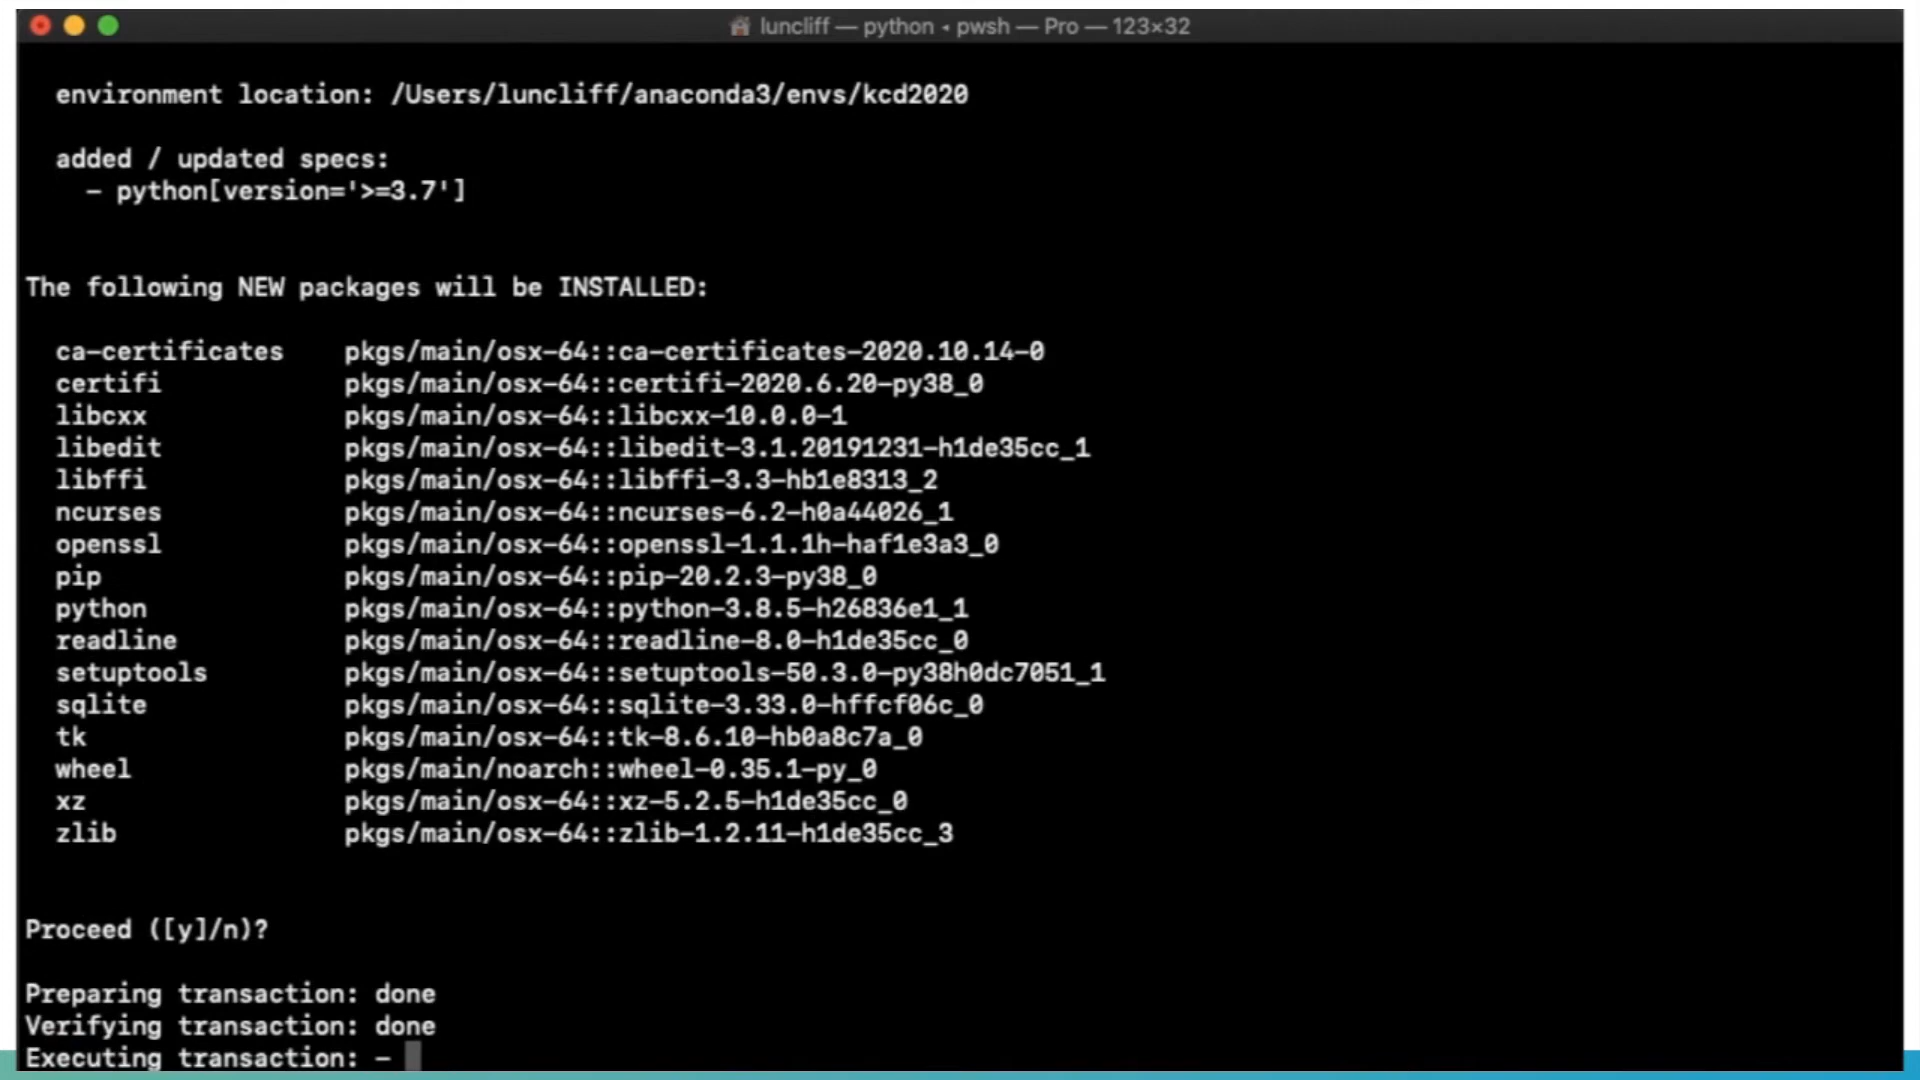 luncliff — python ◂ pwsh — Pro — 123×32
environment location: /Users/luncliff/anaconda3/envs/kcd2020
added / updated specs:
- python[version='>=3.7']
The following NEW packages will be INSTALLED:
ca-certificates pkgs/main/osx-64::ca-certificates-2020.10.14-0
certifi pkgs/main/osx-64::certifi-2020.6.20-py38_0
libcxx pkgs/main/osx-64::libcxx-10.0.0-1
libedit pkgs/main/osx-64::libedit-3.1.20191231-h1de35cc_1
libffi pkgs/main/osx-64::libffi-3.3-hb1e8313_2
ncurses pkgs/main/osx-64::ncurses-6.2-h0a44026_1
openssl pkgs/main/osx-64::openssl-1.1.1h-haf1e3a3_0
pip pkgs/main/osx-64::pip-20.2.3-py38_0
python pkgs/main/osx-64::python-3.8.5-h26836e1_1
readline pkgs/main/osx-64::readline-8.0-h1de35cc_0
setuptools pkgs/main/osx-64::setuptools-50.3.0-py38h0dc7051_1
sqlite pkgs/main/osx-64::sqlite-3.33.0-hffcf06c_0
tk pkgs/main/osx-64::tk-8.6.10-hb0a8c7a_0
wheel pkgs/main/noarch::wheel-0.35.1-py_0
xz pkgs/main/osx-64::xz-5.2.5-h1de35cc_0
zlib pkgs/main/osx-64::zlib-1.2.11-h1de35cc_3
Proceed ([y]/n)?
Preparing transaction: done
Verifying transaction: done
Executing transaction: -